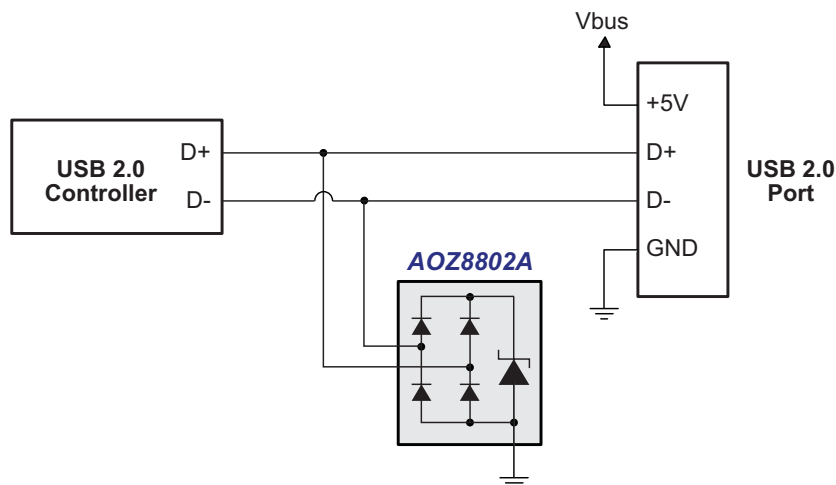 Vbus
+5V
USB 2.0
Controller
D+
D-
D+
D-
GND
USB 2.0
Port
AOZ8802A